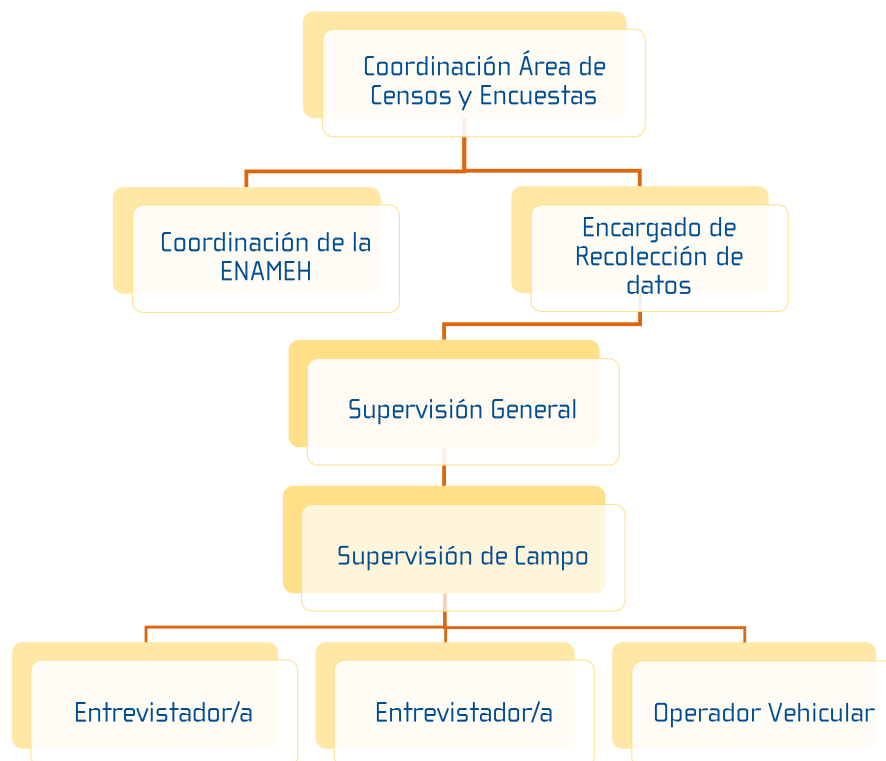 Coordinación Área de
Censos y Encuestas
Coordinación de la
ENAMEH
Encargado de
Recolección de
datos
Supervisión General
Supervisión de Campo
Entrevistador/a
Entrevistador/a
Operador Vehicular